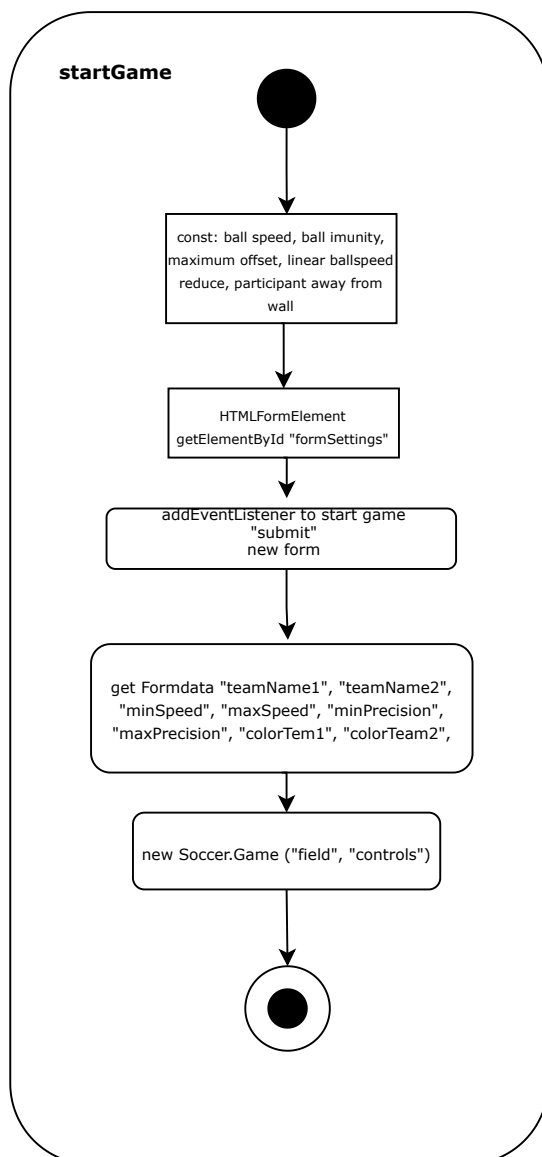 startGame
const: ball speed, ball imunity,
maximum offset, linear ballspeed
reduce, participant away from
wall
HTMLFormElement
getElementById "formSettings"
addEventListener to start game
"submit"
new form
get Formdata "teamName1", "teamName2",
"minSpeed", "maxSpeed", "minPrecision",
"maxPrecision", "colorTem1", "colorTeam2",
new Soccer.Game ("field", "controls")